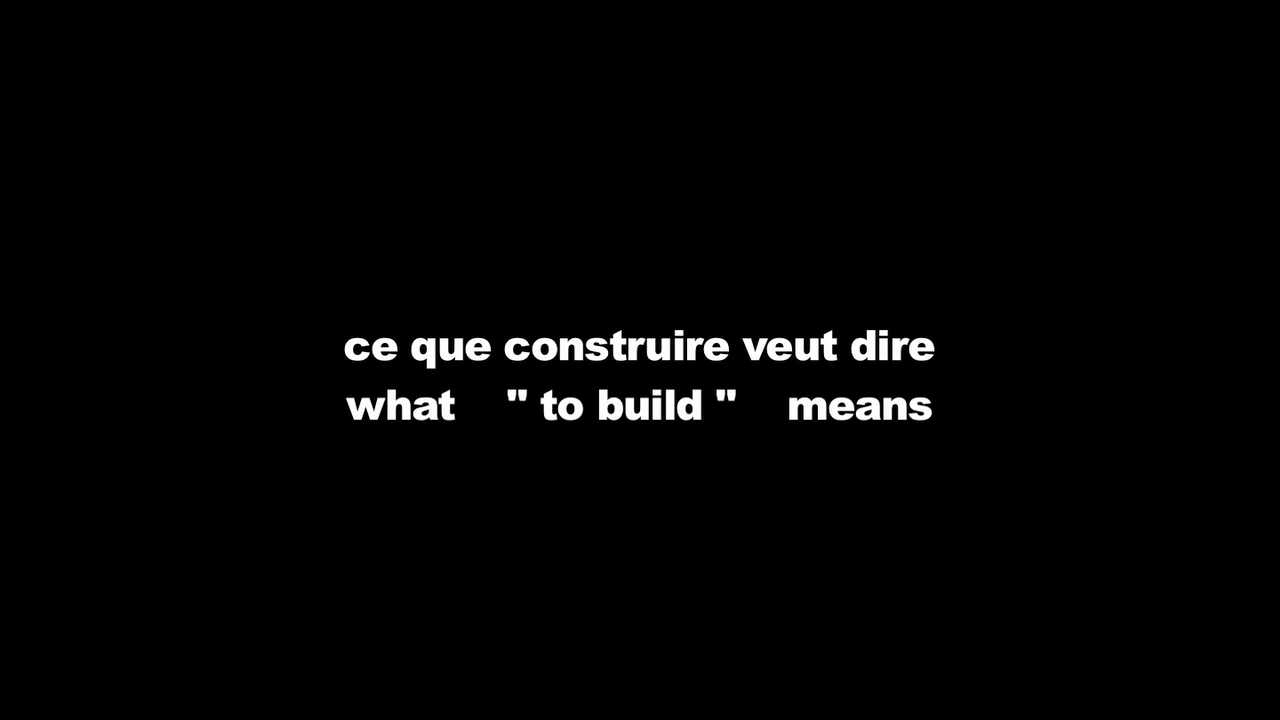 ce que construire veut dire
what " to build " means